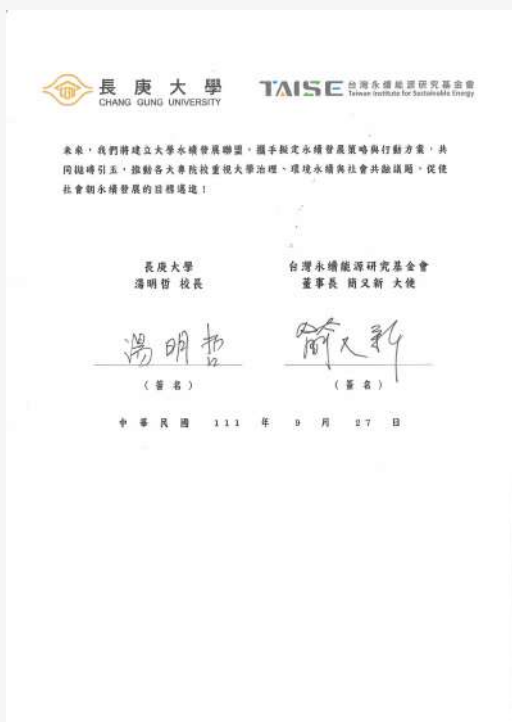 長庚大學
CHANG GUNG UNIVERSITY
TAISE 台灣永續能源研究基金會
Taiwan Institute for Sustainable Energy
未來，我們將建立大學永續發展聯盟，攜手擬定永續發展策略與行動方案，共
同拋磚引玉，推動各大專院校重視大學治理、環境永續與社會共融議題，促使
社會朝永續發展的目標邁進！
長庚大學
湯明哲 校長
台灣永續能源研究基金會
董事長 簡又新 大使
湯明哲
簡又新
（簽名）
（簽名）
中華民國 111 年 9 月 27 日